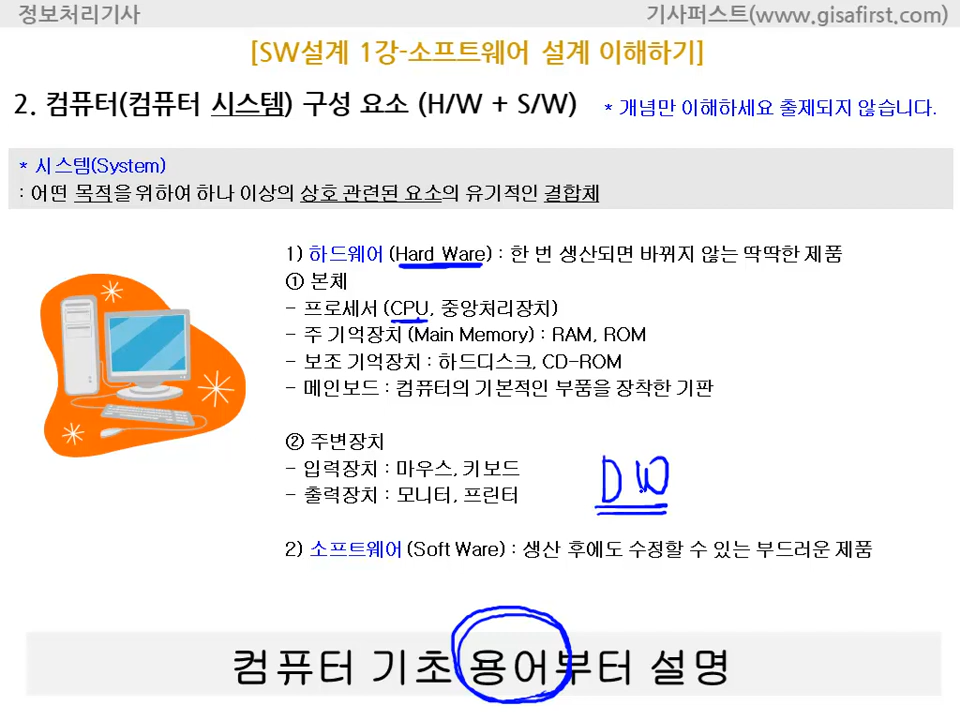 정보처리기사
기사퍼스트(www.gisafirst.com)
[SW설계 1강-소프트웨어 설계 이해하기]
2. 컴퓨터(컴퓨터 시스템) 구성 요소 (H/W + S/W) * 개념만 이해하세요 출제되지 않습니다.
* 시스템(System)
: 어떤 목적을 위하여 하나 이상의 상호 관련된 요소의 유기적인 결합체
1) 하드웨어 (Hard Ware) : 한 번 생산되면 바뀌지 않는 딱딱한 제품
① 본체
- 프로세서 (CPU, 중앙처리장치)
- 주 기억장치 (Main Memory) : RAM, ROM
- 보조 기억장치 : 하드디스크, CD-ROM
- 메인보드 : 컴퓨터의 기본적인 부품을 장착한 기판
② 주변장치
- 입력장치 : 마우스, 키보드
- 출력장치 : 모니터, 프린터
2) 소프트웨어 (Soft Ware) : 생산 후에도 수정할 수 있는 부드러운 제품
컴퓨터 기초 용어부터 설명